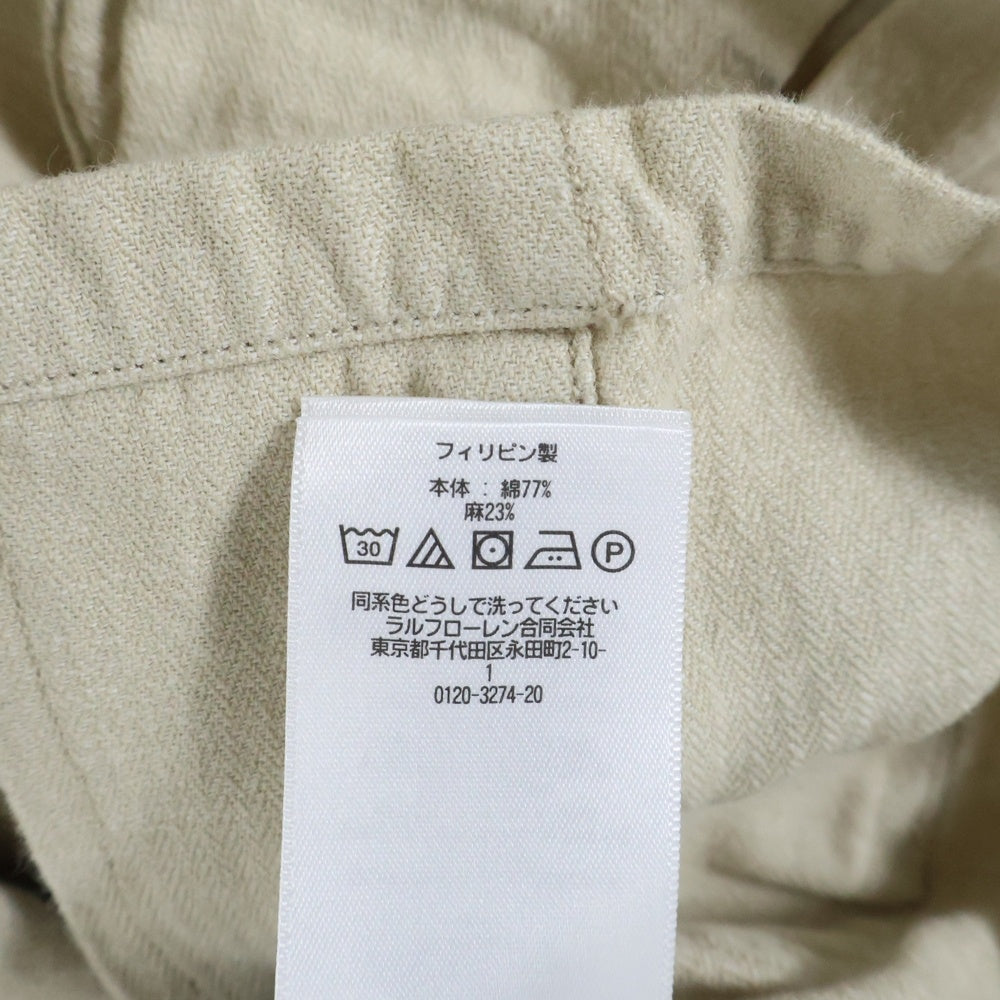 フィリピン製
本体 : 綿77%
麻23%
30 P
同系色どうしで洗ってください
ラルフローレン合同会社
東京都千代田区永田町2-10-
1
0120-3274-20